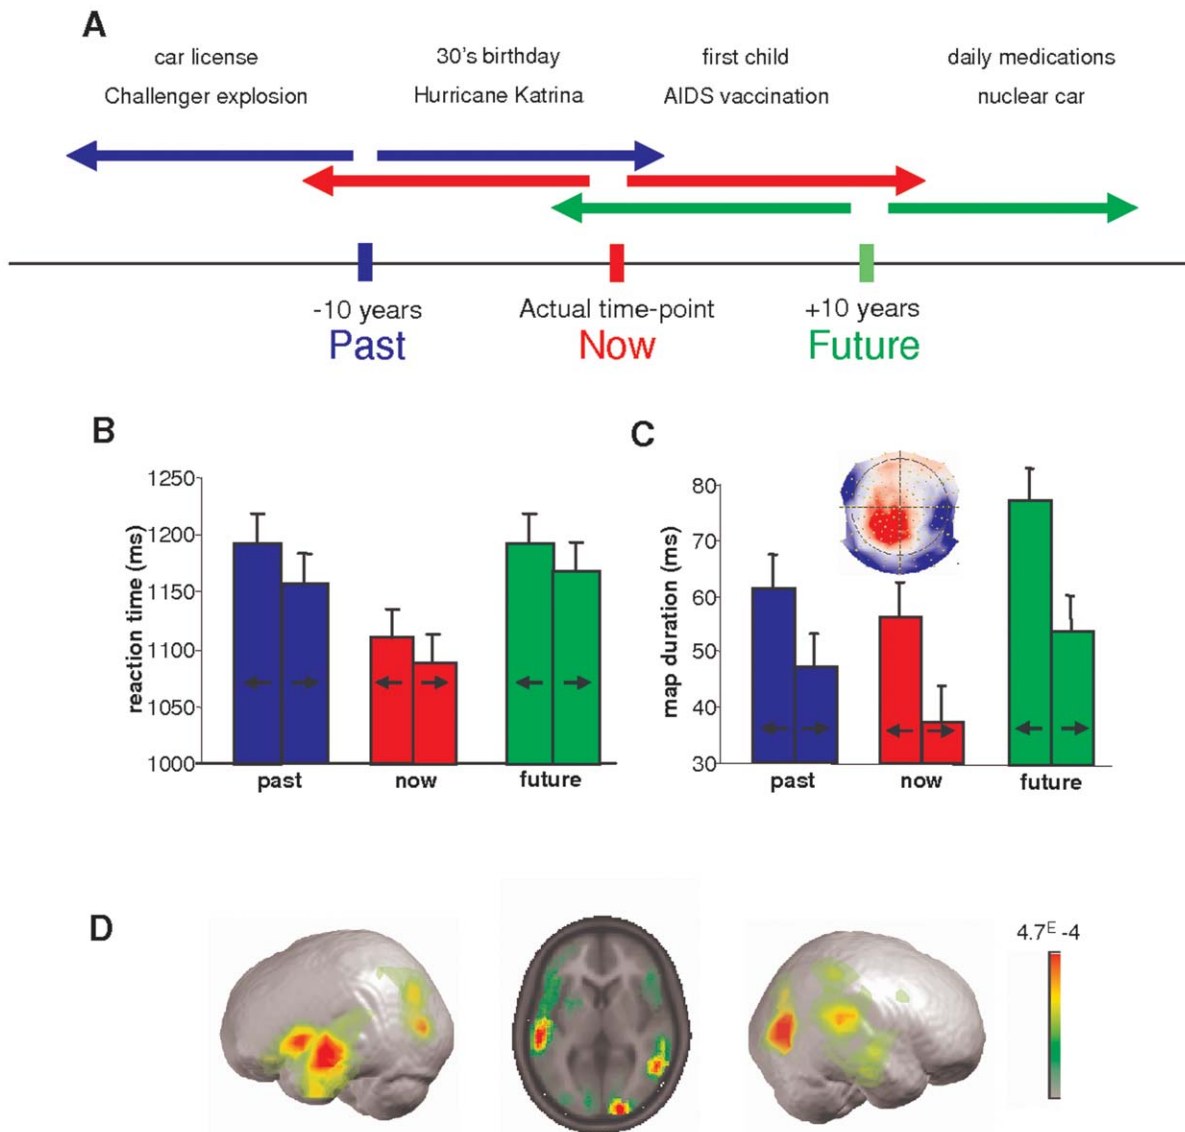 A
car license 30's birthday first child daily medications
Challenger explosion Hurricane Katrina AIDS vaccination nuclear car
-10 years Actual time-point +10 years
Past Now Future
B
reaction time (ms)
1250
1200
1150
1100
1050
1000
past now future
C
map duration (ms)
80
70
60
50
40
30
past now future
D
4.7E -4